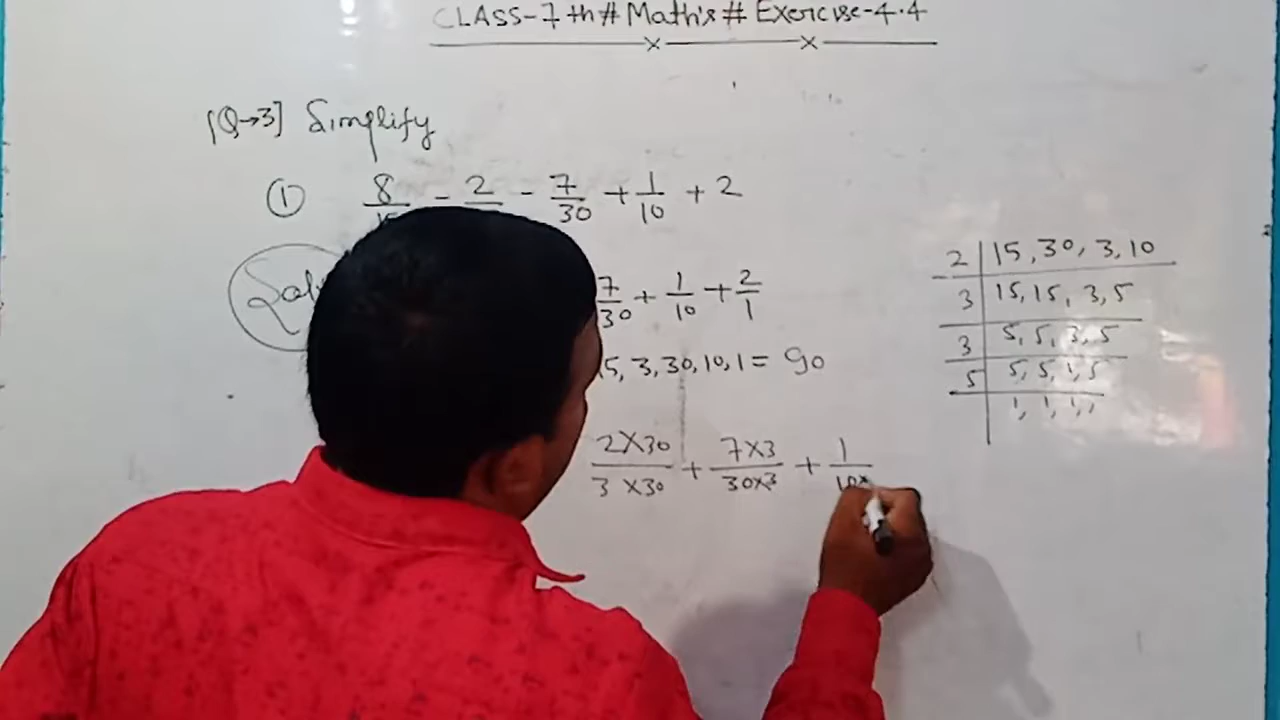 CLASS-7th # Math's # Exercise-4.4
[Q→3] Simplify
① 8/15 - 2 - 7/30 + 1/10 + 2
7/30 + 1/10 + 2/1
5, 3, 30, 10, 1 = 90
2×30/3×30 + 7×3/30×3 + 1/10×
2 | 15, 30, 3, 10
3 | 15, 15, 3, 5
3 | 5, 5, 3, 5
5 | 5, 5, 1, 5
1, 1, 1, 1